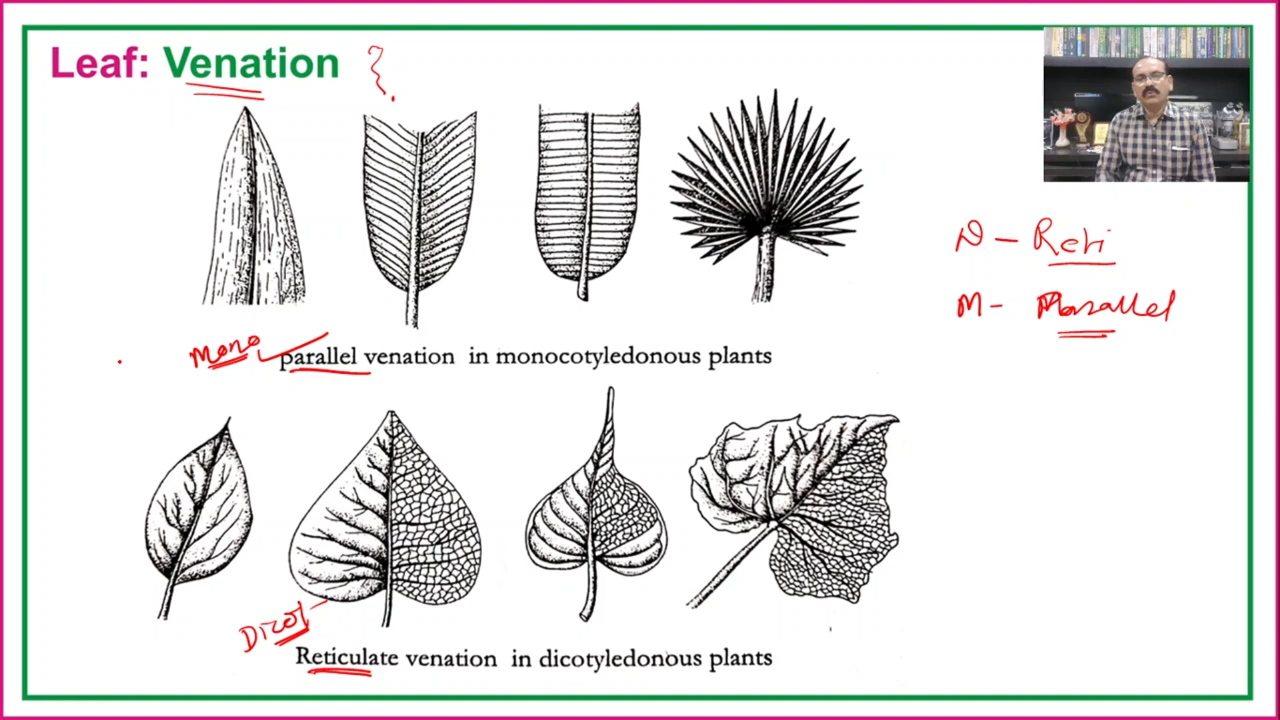 Leaf: Venation ?
D - Reti
M - Parallel
Mono parallel venation in monocotyledonous plants
Dicot
Reticulate venation in dicotyledonous plants